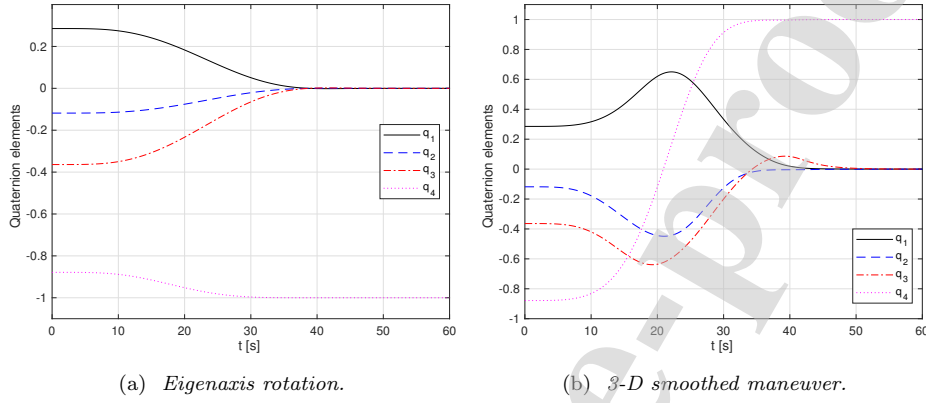 0.2
0
-0.2
-0.4
-0.6
-0.8
-1
Quaternion elements
0 10 20 30 40 50 60
t [s]
q1
q2
q3
q4
(a) Eigenaxis rotation.
1
0.8
0.6
0.4
0.2
0
-0.2
-0.4
-0.6
-0.8
-1
Quaternion elements
0 10 20 30 40 50 60
t [s]
q1
q2
q3
q4
(b) 3-D smoothed maneuver.
e-proo